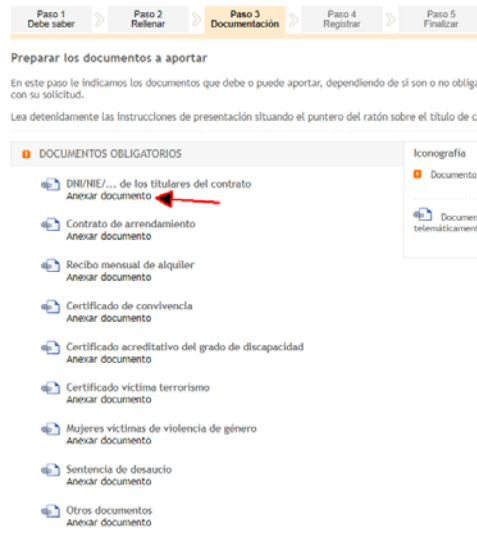 Paso 1
Debe saber
Paso 2
Rellenar
Paso 3
Documentación
Paso 4
Registrar
Paso 5
Finalizar
Preparar los documentos a aportar
En este paso le indicamos los documentos que debe o puede aportar, dependiendo de si son o no
con su solicitud.
Lea detenidamente las instrucciones de presentación situando el puntero del ratón sobre el título de
DOCUMENTOS OBLIGATORIOS
Iconografía
DNI/NIE/... de los titulares del contrato
Anexar documento
Documento
Contrato de arrendamiento
Anexar documento
Recibo mensual de alquiler
Anexar documento
Certificado de convivencia
Anexar documento
Certificado acreditativo del grado de discapacidad
Anexar documento
Certificado víctima terrorismo
Anexar documento
Mujeres víctimas de violencia de género
Anexar documento
Sentencia de desaucio
Anexar documento
Otros documentos
Anexar documento